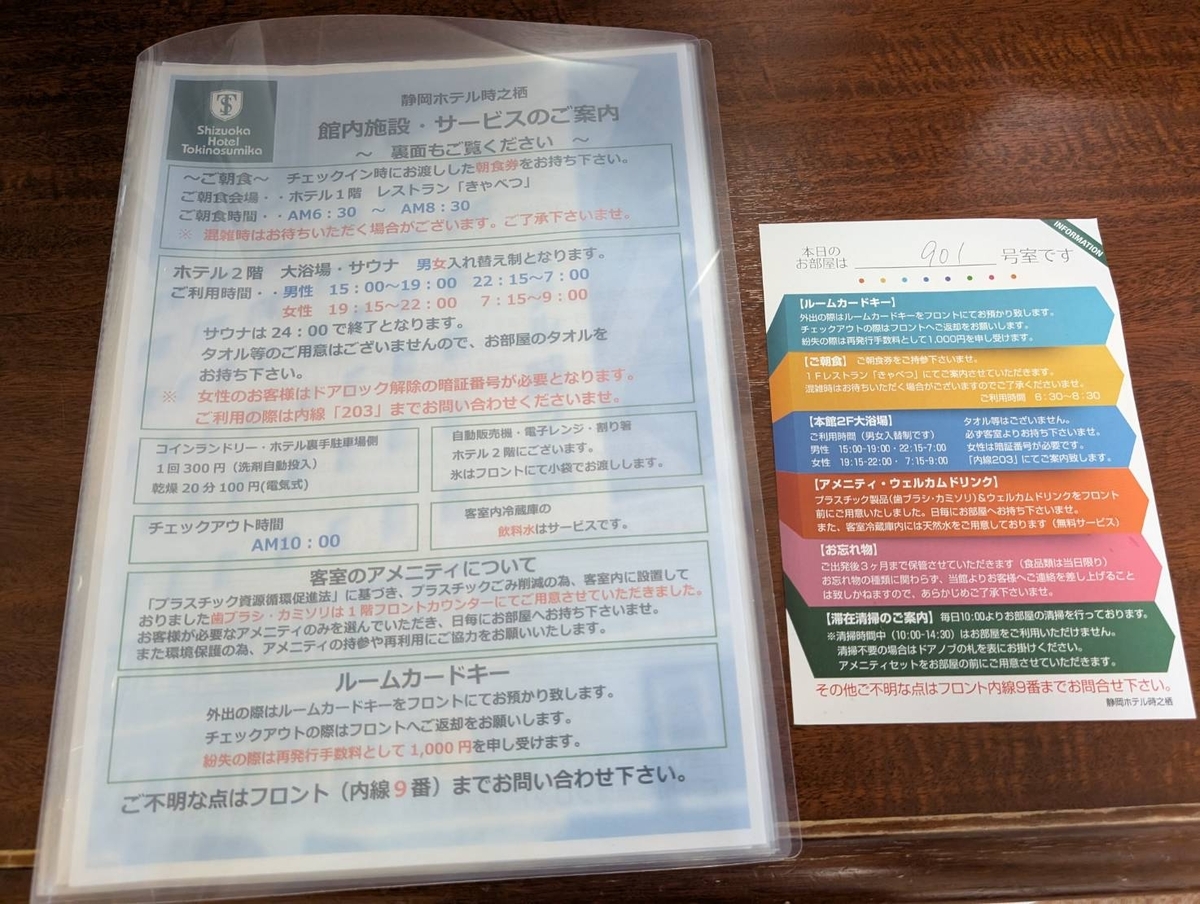 Shizuoka
Hotel
Tokinosumika
静岡ホテル時之栖
館内施設・サービスのご案内
～ 裏面もご覧ください ～
～ご朝食～ チェックイン時にお渡しした朝食券をお持ち下さい。
ご朝食会場・・ホテル1階 レストラン「きゃべつ」
ご朝食時間・・AM6：30 ～ AM8：30
※ 混雑時はお待ちいただく場合がございます。ご了承下さいませ。
ホテル2階 大浴場・サウナ 男女入れ替え制となります。
ご利用時間・・男性 15：00～19：00 22：15～7：00
女性 19：15～22：00 7：15～9：00
サウナは24：00で終了となります。
タオル等のご用意はございませんので、お部屋のタオルを
お持ち下さい。
※ 女性のお客様はドアロック解除の暗証番号が必要となります。
ご利用の際は内線「203」までお問い合わせくださいませ。
コインランドリー・ホテル裏手駐車場側
1回300円（洗剤自動投入）
乾燥20分100円(電気式)
自動販売機・電子レンジ・割り箸
ホテル2階にございます。
氷はフロントにて小袋でお渡します。
チェックアウト時間
AM10：00
客室内冷蔵庫の
飲料水はサービスです。
客室のアメニティについて
「プラスチック資源循環促進法」に基づき、プラスチックごみ削減の為、客室内に設置して
おりました歯ブラシ・カミソリは1階フロントカウンターにてご用意させていただきました。
お客様が必要なアメニティのみを選んでいただき、日毎にお部屋へお持ち下さいませ。
また環境保護の為、アメニティの持参や再利用にご協力をお願いいたします。
ルームカードキー
外出の際はルームカードキーをフロントにてお預かり致します。
チェックアウトの際はフロントへご返却をお願いします。
紛失の際は再発行手数料として1,000円を申し受けます。
ご不明な点はフロント（内線9番）までお問い合わせ下さい。
INFORMATION
本日の
お部屋は 901 号室です
【ルームカードキー】
外出の際はルームカードキーをフロントにてお預かり致します。
チェックアウトの際はフロントへご返却をお願いします。
紛失の際は再発行手数料として1,000円を申し受けます。
【ご朝食】 ご朝食券をご持参下さいませ。
1Fレストラン「きゃべつ」にてご案内させていただきます。
混雑時はお待ちいただく場合がございますのでご了承くださいませ。
ご利用時間 6：30~8：30
【本館2F大浴場】
ご利用時間（男女入替制です）
男性 15:00-19:00・22:15-7:00
女性 19:15-22:00・ 7:15-9:00
タオル等はございません。
必ず客室よりお持ち下さいませ。
女性は暗証番号が必要です。
「内線203」にてご案内致します。
【アメニティ・ウェルカムドリンク】
プラスチック製品（歯ブラシ・カミソリ）＆ウェルカムドリンクをフロント
前にご用意いたしました。日毎にお部屋へお持ち下さいませ。
また、客室冷蔵庫内には天然水をご用意しております（無料サービス）
【お忘れ物】
ご出発後3ヶ月まで保管させていただきます（食品類は当日限り）
お忘れ物の種類に関わらず、当館よりお客様へご連絡を差し上げること
は致しかねますので、あらかじめご了承下さいませ。
【滞在清掃のご案内】 毎日10:00よりお部屋の清掃を行っております。
※清掃時間中（10:00-14:30）はお部屋をご利用いただけません。
清掃不要の場合はドアノブの札を表にお掛けください。
アメニティセットをお部屋の前にご用意させていただきます。
その他ご不明な点はフロント内線9番までお問合せ下さい。
静岡ホテル時之栖